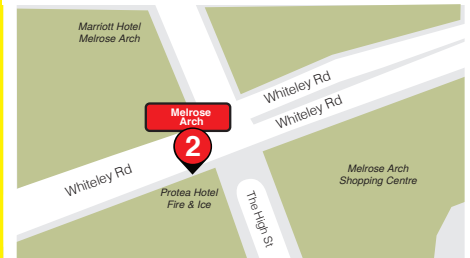 Marriott Hotel
Melrose Arch
Whiteley Rd
Whiteley Rd
Melrose
Arch
2
Whiteley Rd
Protea Hotel
Fire & Ice
The High St
Melrose Arch
Shopping Centre